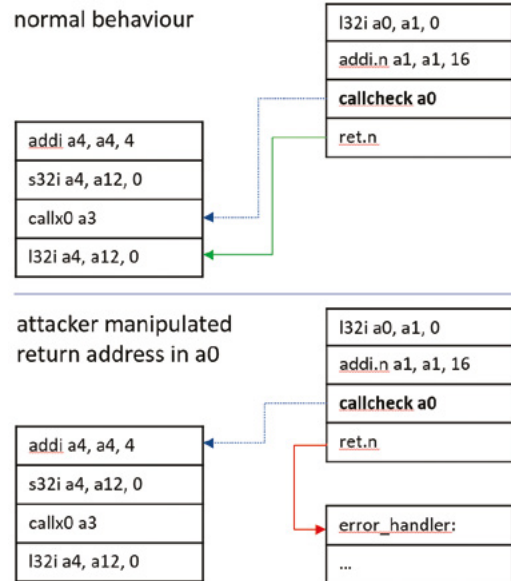 normal behaviour
l32i a0, a1, 0
addi.n a1, a1, 16
callcheck a0
ret.n
addi a4, a4, 4
s32i a4, a12, 0
callx0 a3
l32i a4, a12, 0
attacker manipulated
return address in a0
l32i a0, a1, 0
addi.n a1, a1, 16
callcheck a0
ret.n
addi a4, a4, 4
s32i a4, a12, 0
callx0 a3
l32i a4, a12, 0
error_handler:
...